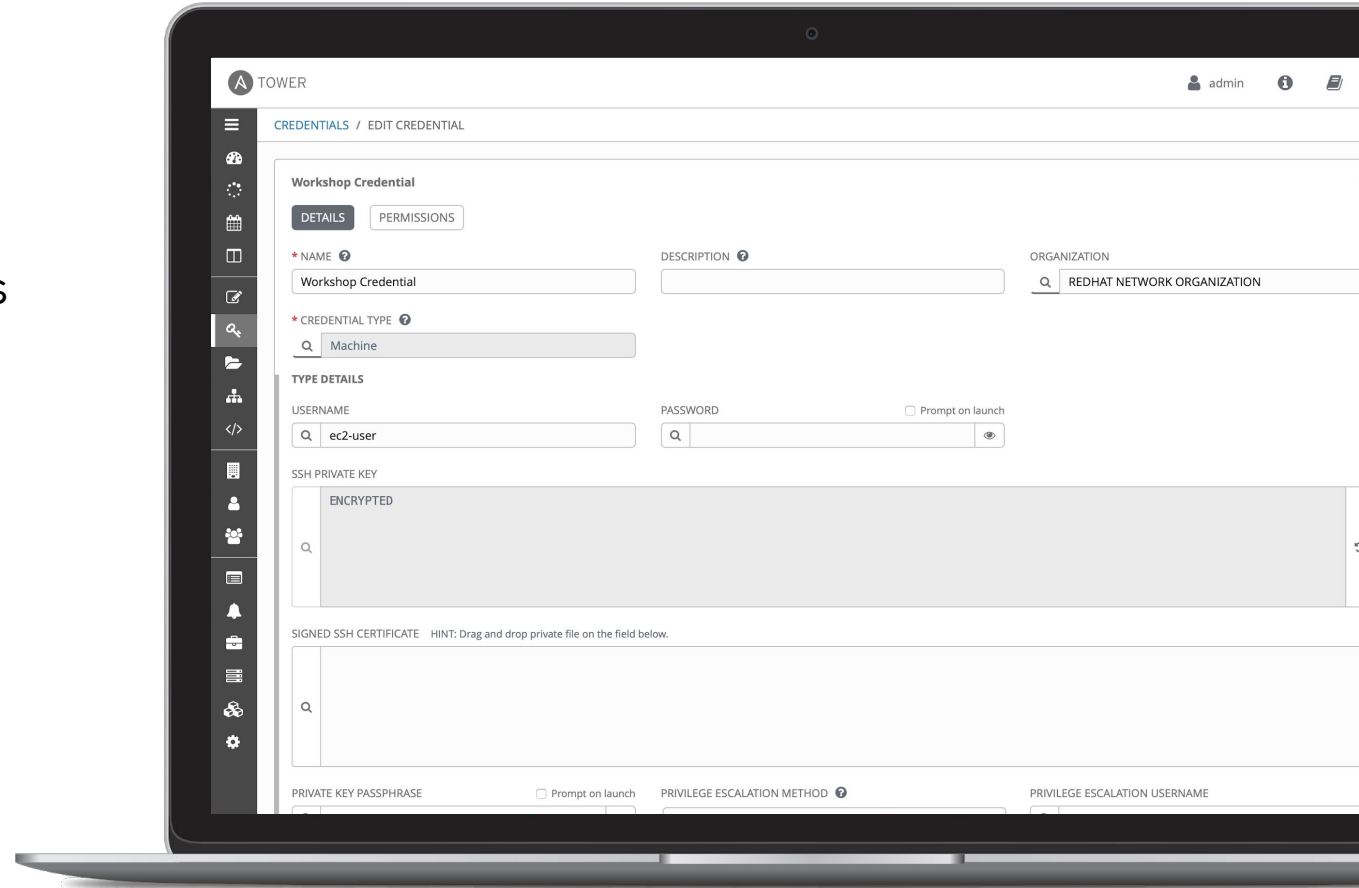 TOWER
admin
CREDENTIALS / EDIT CREDENTIAL
Workshop Credential
DETAILS PERMISSIONS
* NAME DESCRIPTION ORGANIZATION
Workshop Credential REDHAT NETWORK ORGANIZATION
* CREDENTIAL TYPE
Machine
TYPE DETAILS
USERNAME PASSWORD Prompt on launch
ec2-user
SSH PRIVATE KEY
ENCRYPTED
SIGNED SSH CERTIFICATE HINT: Drag and drop private file on the field below.
PRIVATE KEY PASSPHRASE Prompt on launch PRIVILEGE ESCALATION METHOD PRIVILEGE ESCALATION USERNAME